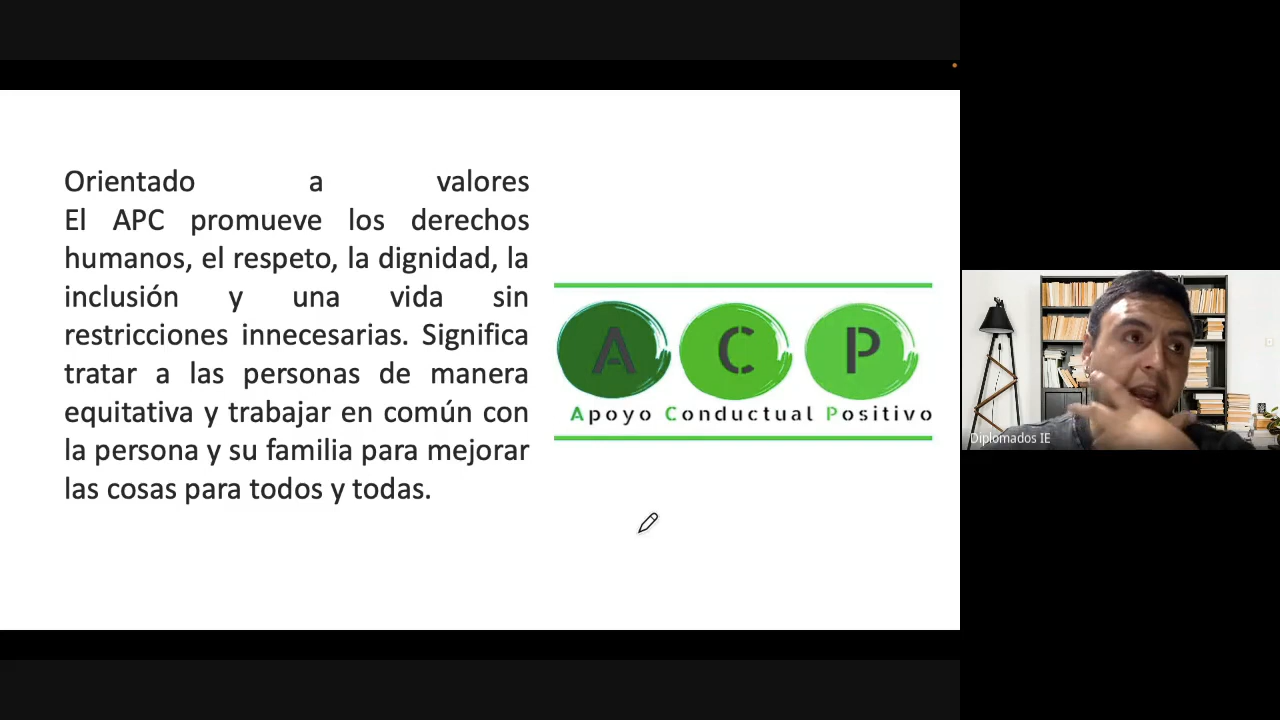 Orientado a valores
El APC promueve los derechos
humanos, el respeto, la dignidad, la
inclusión y una vida sin
restricciones innecesarias. Significa
tratar a las personas de manera
equitativa y trabajar en común con
la persona y su familia para mejorar
las cosas para todos y todas.
A C P
Apoyo Conductual Positivo
Diplomados IE